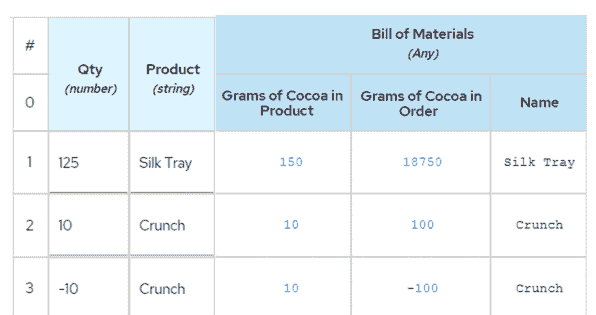 #
Qty
(number)
Product
(string)
Bill of Materials
(Any)
0
Grams of Cocoa in
Product
Grams of Cocoa in
Order
Name
1 125 Silk Tray 150 18750 Silk Tray
2 10 Crunch 10 100 Crunch
3 -10 Crunch 10 -100 Crunch